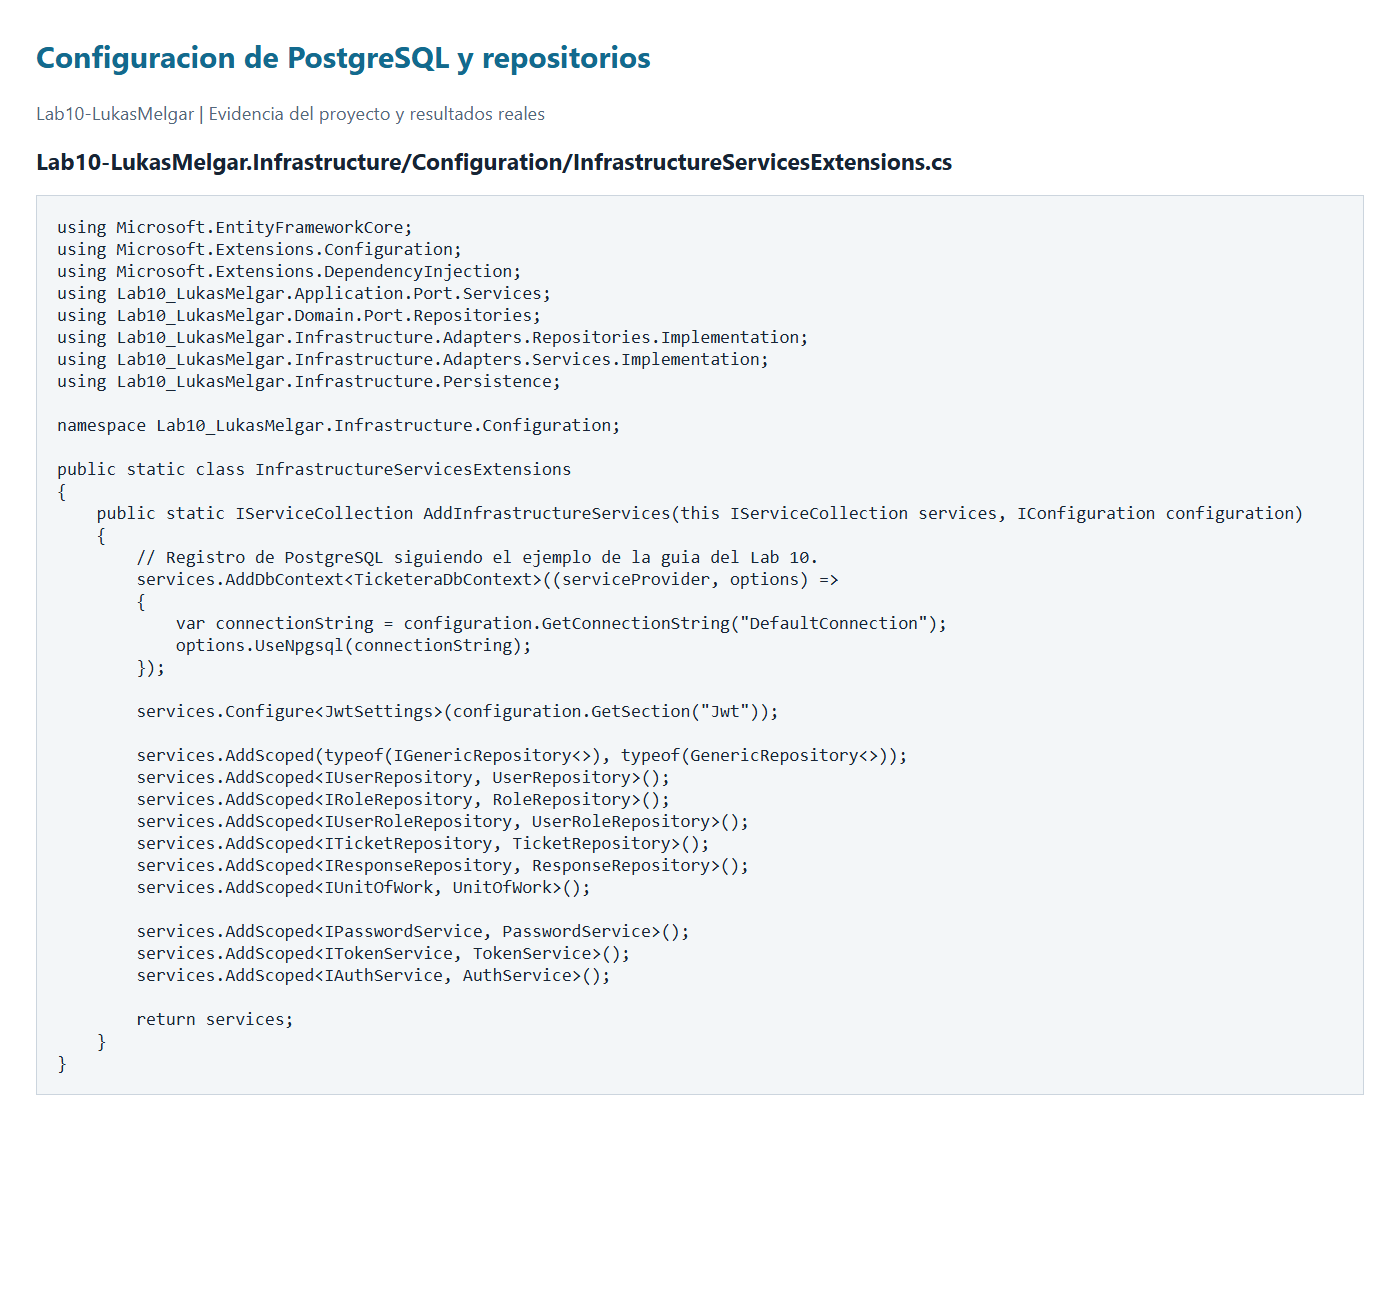 Configuracion de PostgreSQL y repositorios
Lab10-LukasMelgar | Evidencia del proyecto y resultados reales
Lab10-LukasMelgar.Infrastructure/Configuration/InfrastructureServicesExtensions.cs
using Microsoft.EntityFrameworkCore;
using Microsoft.Extensions.Configuration;
using Microsoft.Extensions.DependencyInjection;
using Lab10_LukasMelgar.Application.Port.Services;
using Lab10_LukasMelgar.Domain.Port.Repositories;
using Lab10_LukasMelgar.Infrastructure.Adapters.Repositories.Implementation;
using Lab10_LukasMelgar.Infrastructure.Adapters.Services.Implementation;
using Lab10_LukasMelgar.Infrastructure.Persistence;

namespace Lab10_LukasMelgar.Infrastructure.Configuration;

public static class InfrastructureServicesExtensions
{
    public static IServiceCollection AddInfrastructureServices(this IServiceCollection services, IConfiguration configuration)
    {
        // Registro de PostgreSQL siguiendo el ejemplo de la guia del Lab 10.
        services.AddDbContext<TicketeraDbContext>((serviceProvider, options) =>
        {
            var connectionString = configuration.GetConnectionString("DefaultConnection");
            options.UseNpgsql(connectionString);
        });

        services.Configure<JwtSettings>(configuration.GetSection("Jwt"));

        services.AddScoped(typeof(IGenericRepository<>), typeof(GenericRepository<>));
        services.AddScoped<IUserRepository, UserRepository>();
        services.AddScoped<IRoleRepository, RoleRepository>();
        services.AddScoped<IUserRoleRepository, UserRoleRepository>();
        services.AddScoped<ITicketRepository, TicketRepository>();
        services.AddScoped<IResponseRepository, ResponseRepository>();
        services.AddScoped<IUnitOfWork, UnitOfWork>();

        services.AddScoped<IPasswordService, PasswordService>();
        services.AddScoped<ITokenService, TokenService>();
        services.AddScoped<IAuthService, AuthService>();

        return services;
    }
}